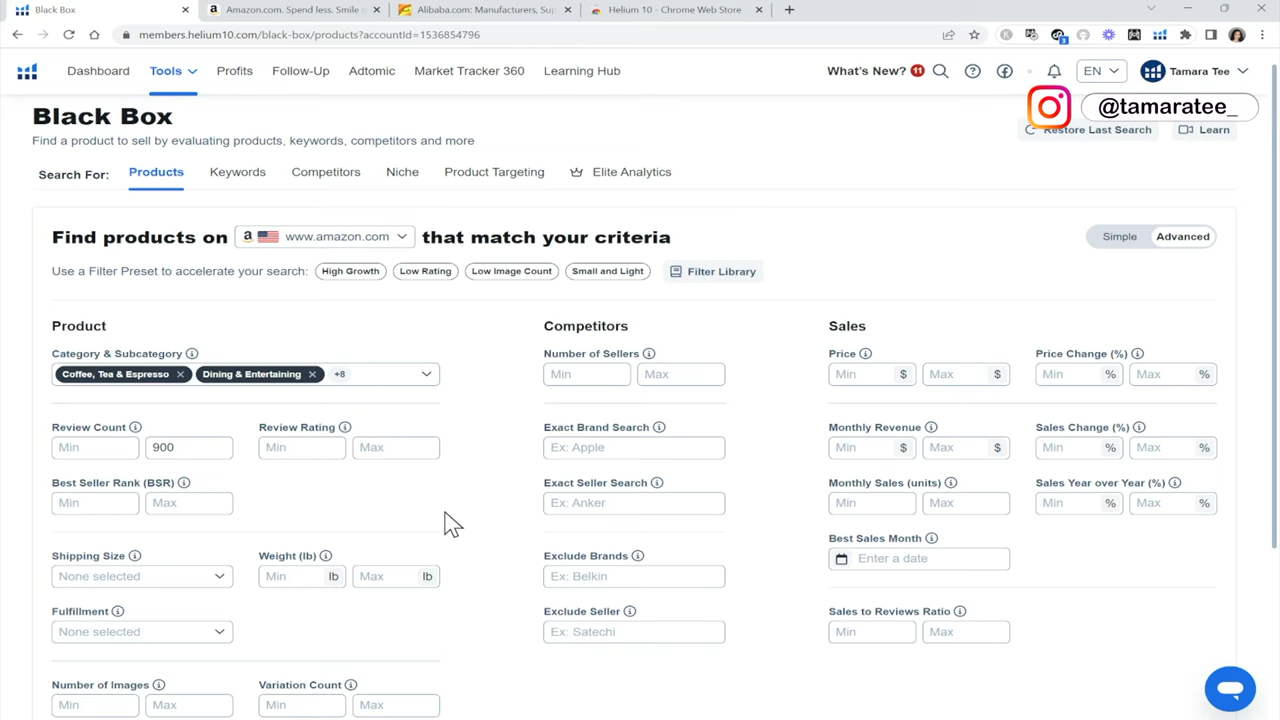 Black Box
Amazon.com. Spend less. Smile m
Alibaba.com: Manufacturers, Sup
Helium 10 - Chrome Web Store
members.helium10.com/black-box/products?accountId=1536854796
Dashboard Tools Profits Follow-Up Adtomic Market Tracker 360 Learning Hub What's New? 11 EN Tamara Tee
@tamaratee_
Black Box
Find a product to sell by evaluating products, keywords, competitors and more
Restore Last Search Learn
Search For: Products Keywords Competitors Niche Product Targeting Elite Analytics
Find products on www.amazon.com that match your criteria
Simple Advanced
Use a Filter Preset to accelerate your search: High Growth Low Rating Low Image Count Small and Light Filter Library
Product
Category & Subcategory
Coffee, Tea & Espresso Dining & Entertaining +8
Review Count Review Rating
Min 900 Min Max
Best Seller Rank (BSR)
Min Max
Shipping Size Weight (lb)
None selected Min lb Max lb
Fulfillment
None selected
Number of Images Variation Count
Min Max Min Max
Competitors
Number of Sellers
Min Max
Exact Brand Search
Ex: Apple
Exact Seller Search
Ex: Anker
Exclude Brands
Ex: Belkin
Exclude Seller
Ex: Satechi
Sales
Price Price Change (%)
Min $ Max $ Min % Max %
Monthly Revenue Sales Change (%)
Min $ Max $ Min % Max %
Monthly Sales (units) Sales Year over Year (%)
Min Max Min % Max %
Best Sales Month
Enter a date
Sales to Reviews Ratio
Min Max